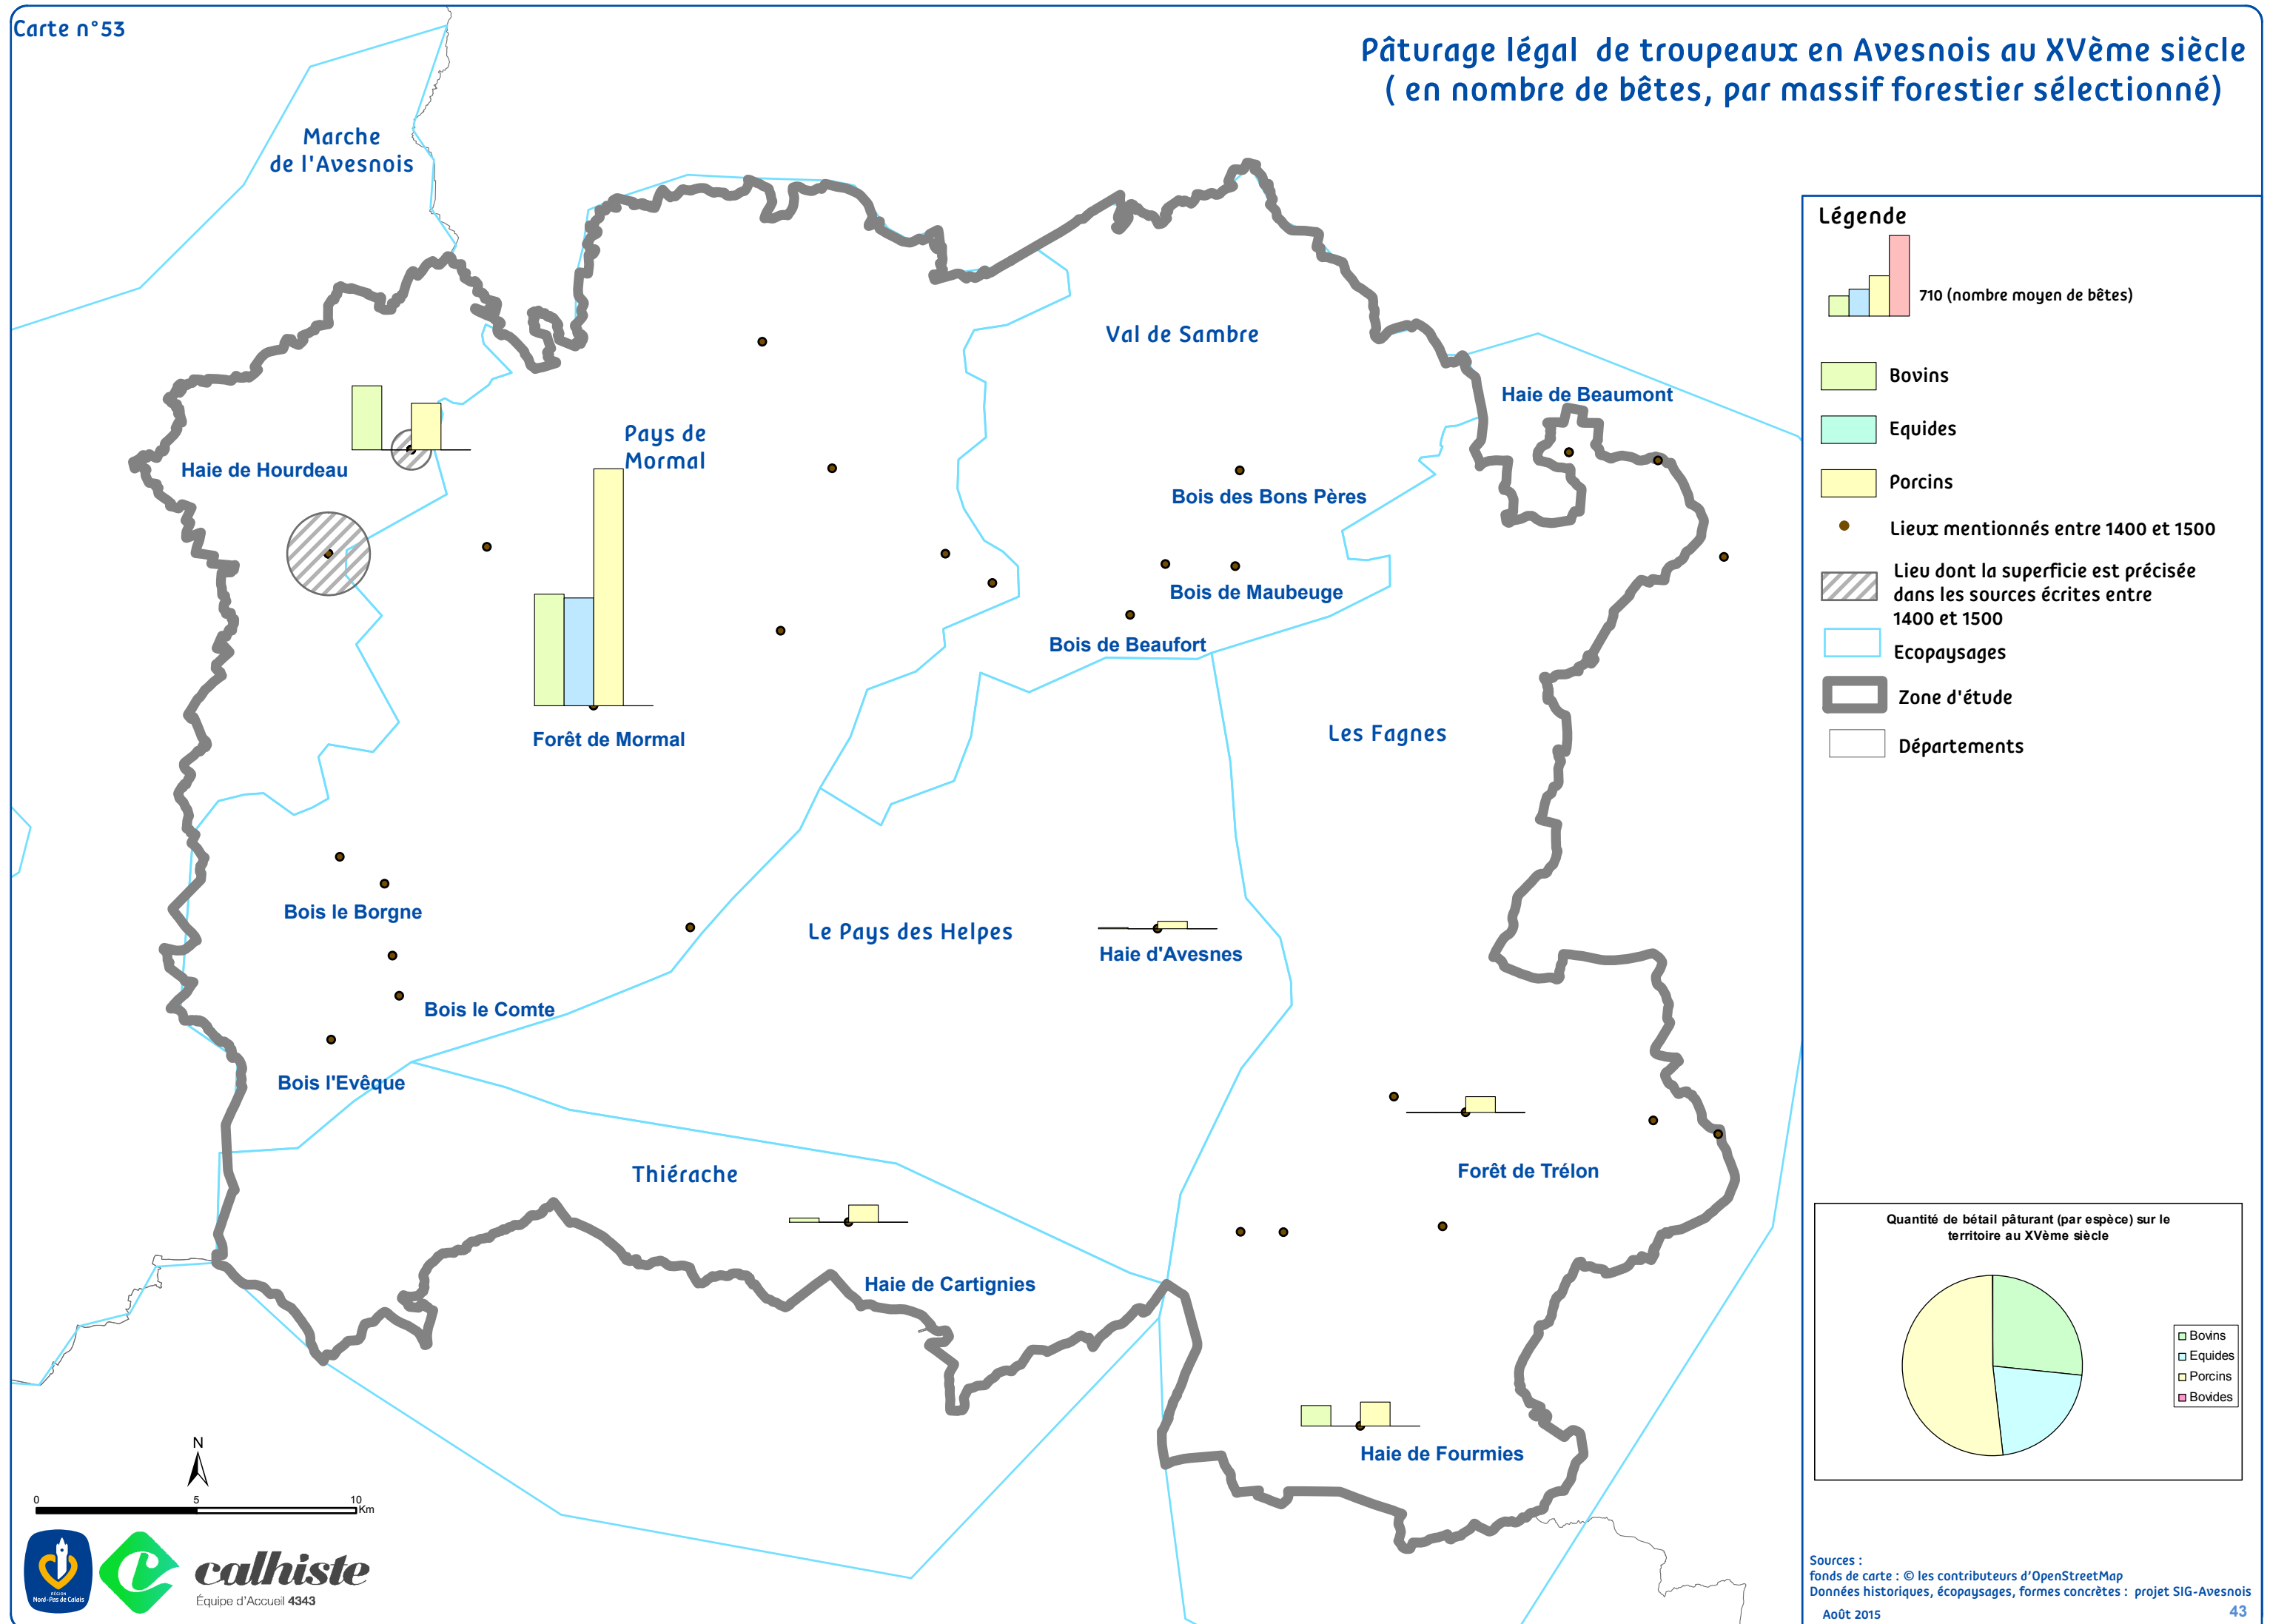 Carte n°53
Pâturage légal de troupeaux en Avesnois au XVème siècle
( en nombre de bêtes, par massif forestier sélectionné)
Marche
de l'Avesnois
Légende
710 (nombre moyen de bêtes)
Bovins
Equides
Porcins
Lieux mentionnés entre 1400 et 1500
Lieu dont la superficie est précisée
dans les sources écrites entre
1400 et 1500
Ecopaysages
Zone d'étude
Départements
Val de Sambre
Haie de Beaumont
Pays de
Mormal
Haie de Hourdeau
Bois des Bons Pères
Bois de Maubeuge
Bois de Beaufort
Forêt de Mormal
Les Fagnes
Bois le Borgne
Le Pays des Helpes
Haie d'Avesnes
Bois le Comte
Bois l'Evêque
Thiérache
Forêt de Trélon
Haie de Cartignies
Haie de Fourmies
Quantité de bétail pâturant (par espèce) sur le
territoire au XVème siècle
Bovins
Equides
Porcins
Bovides
N
0 5 10
Km
RÉGION
Nord-Pas de Calais
calhiste
Équipe d'Accueil 4343
Sources :
fonds de carte : © les contributeurs d'OpenStreetMap
Données historiques, écopaysages, formes concrètes : projet SIG-Avesnois
Août 2015
43